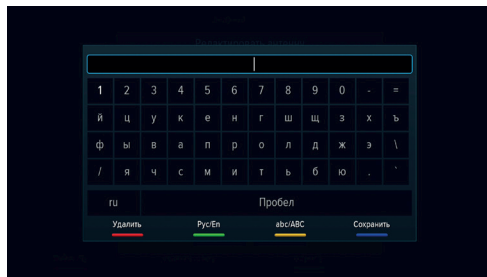 1 2 3 4 5 6 7 8 9 0 - =
й ц у к е н г ш щ з х ъ
ф ы в а п р о л д ж э \
/ я ч с м и т ь б ю . `
ru Пробел
Удалить Рус/En abc/ABC Сохранить